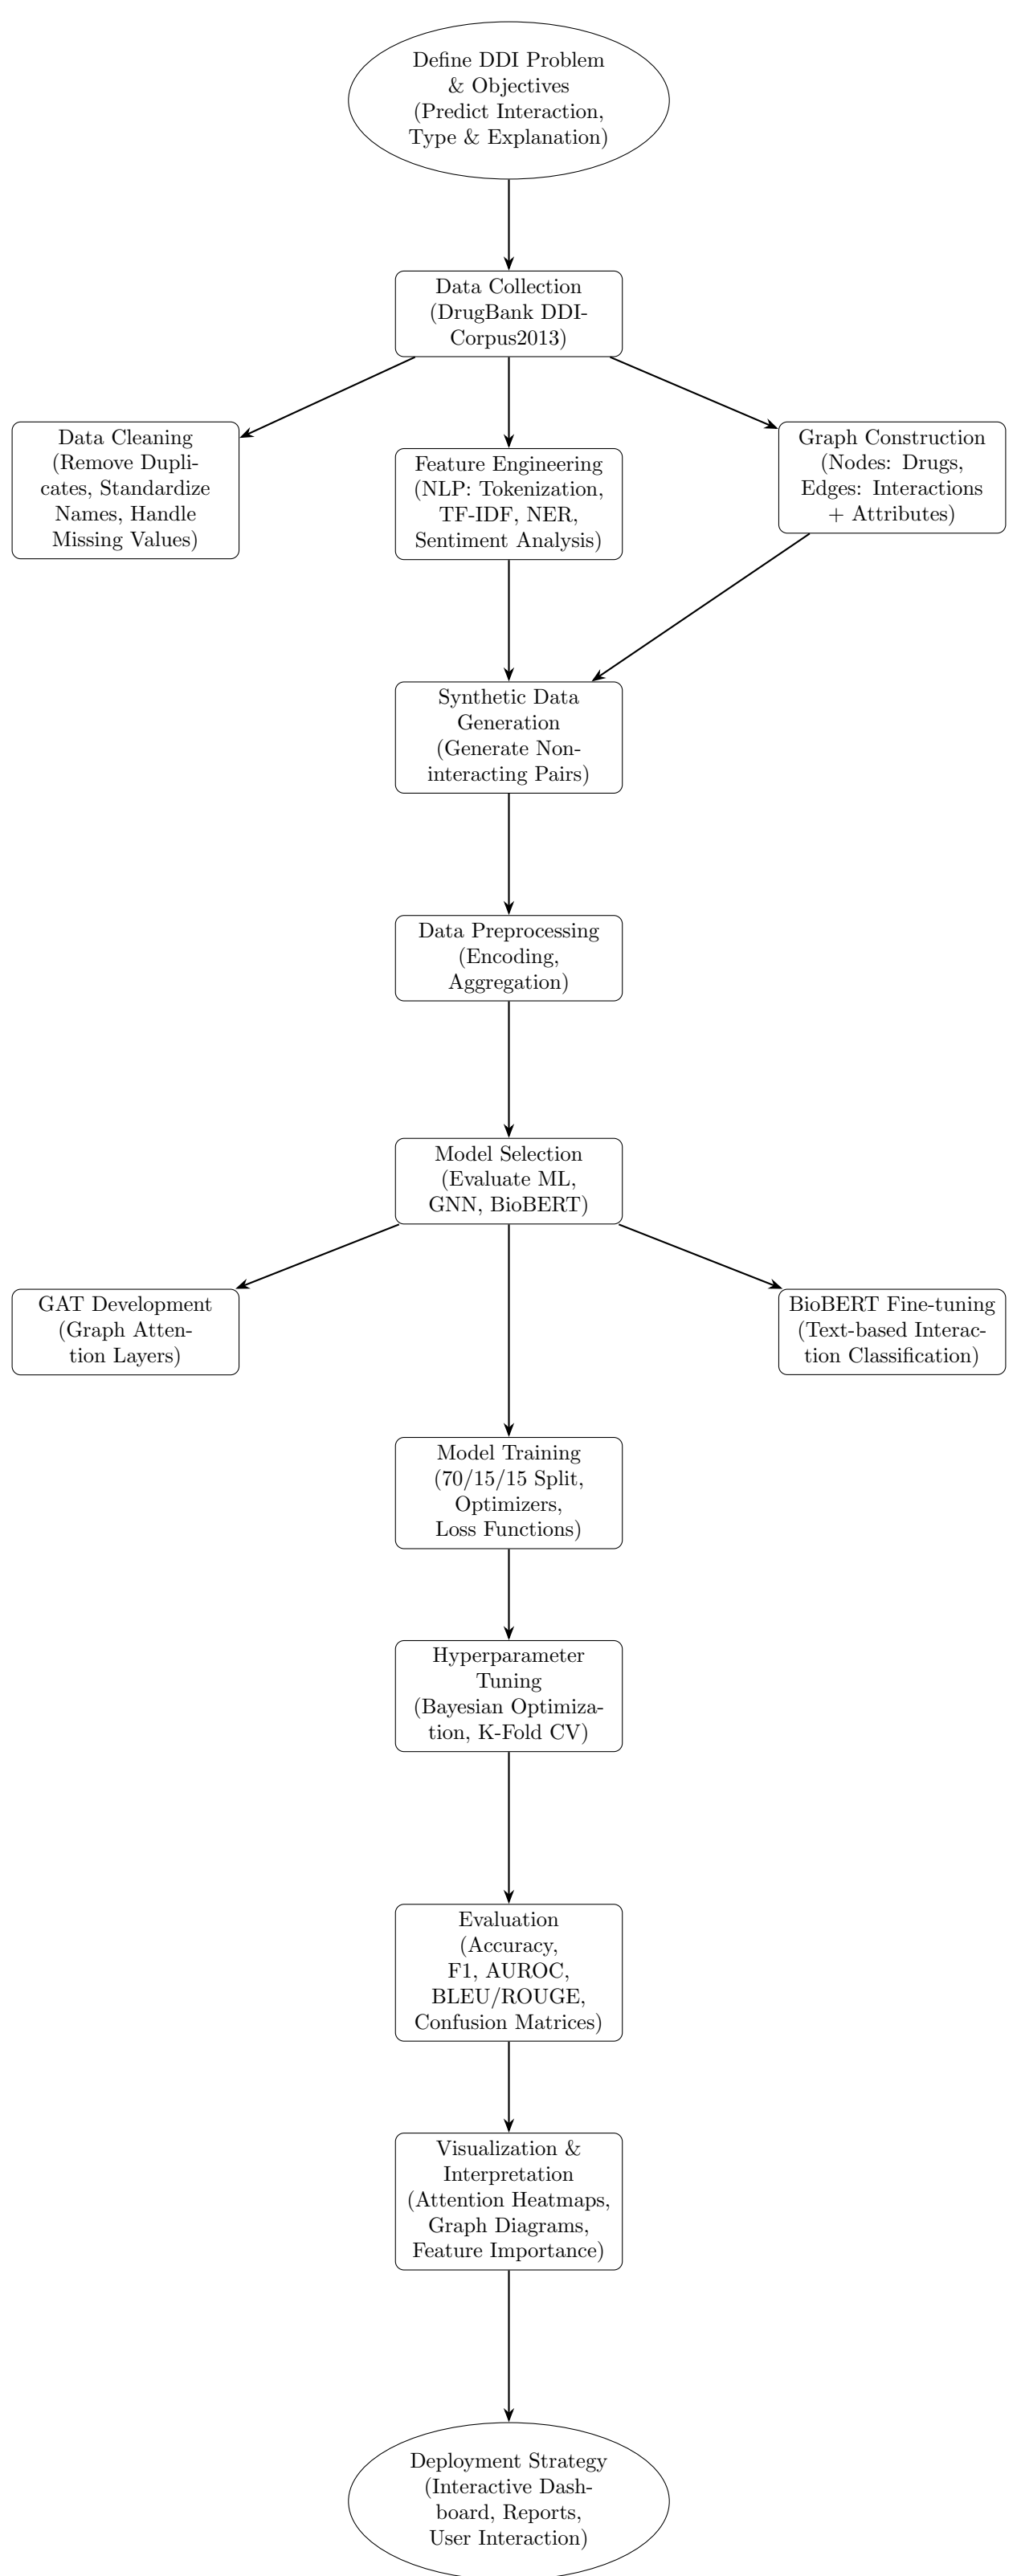 Define DDI Problem
& Objectives
(Predict Interaction,
Type & Explanation)
Data Collection
(DrugBank DDI-
Corpus2013)
Data Cleaning
(Remove Dupli-
cates, Standardize
Names, Handle
Missing Values)
Feature Engineering
(NLP: Tokenization,
TF-IDF, NER,
Sentiment Analysis)
Graph Construction
(Nodes: Drugs,
Edges: Interactions
+ Attributes)
Synthetic Data
Generation
(Generate Non-
interacting Pairs)
Data Preprocessing
(Encoding,
Aggregation)
Model Selection
(Evaluate ML,
GNN, BioBERT)
GAT Development
(Graph Atten-
tion Layers)
BioBERT Fine-tuning
(Text-based Interac-
tion Classification)
Model Training
(70/15/15 Split,
Optimizers,
Loss Functions)
Hyperparameter
Tuning
(Bayesian Optimiza-
tion, K-Fold CV)
Evaluation
(Accuracy,
F1, AUROC,
BLEU/ROUGE,
Confusion Matrices)
Visualization &
Interpretation
(Attention Heatmaps,
Graph Diagrams,
Feature Importance)
Deployment Strategy
(Interactive Dash-
board, Reports,
User Interaction)